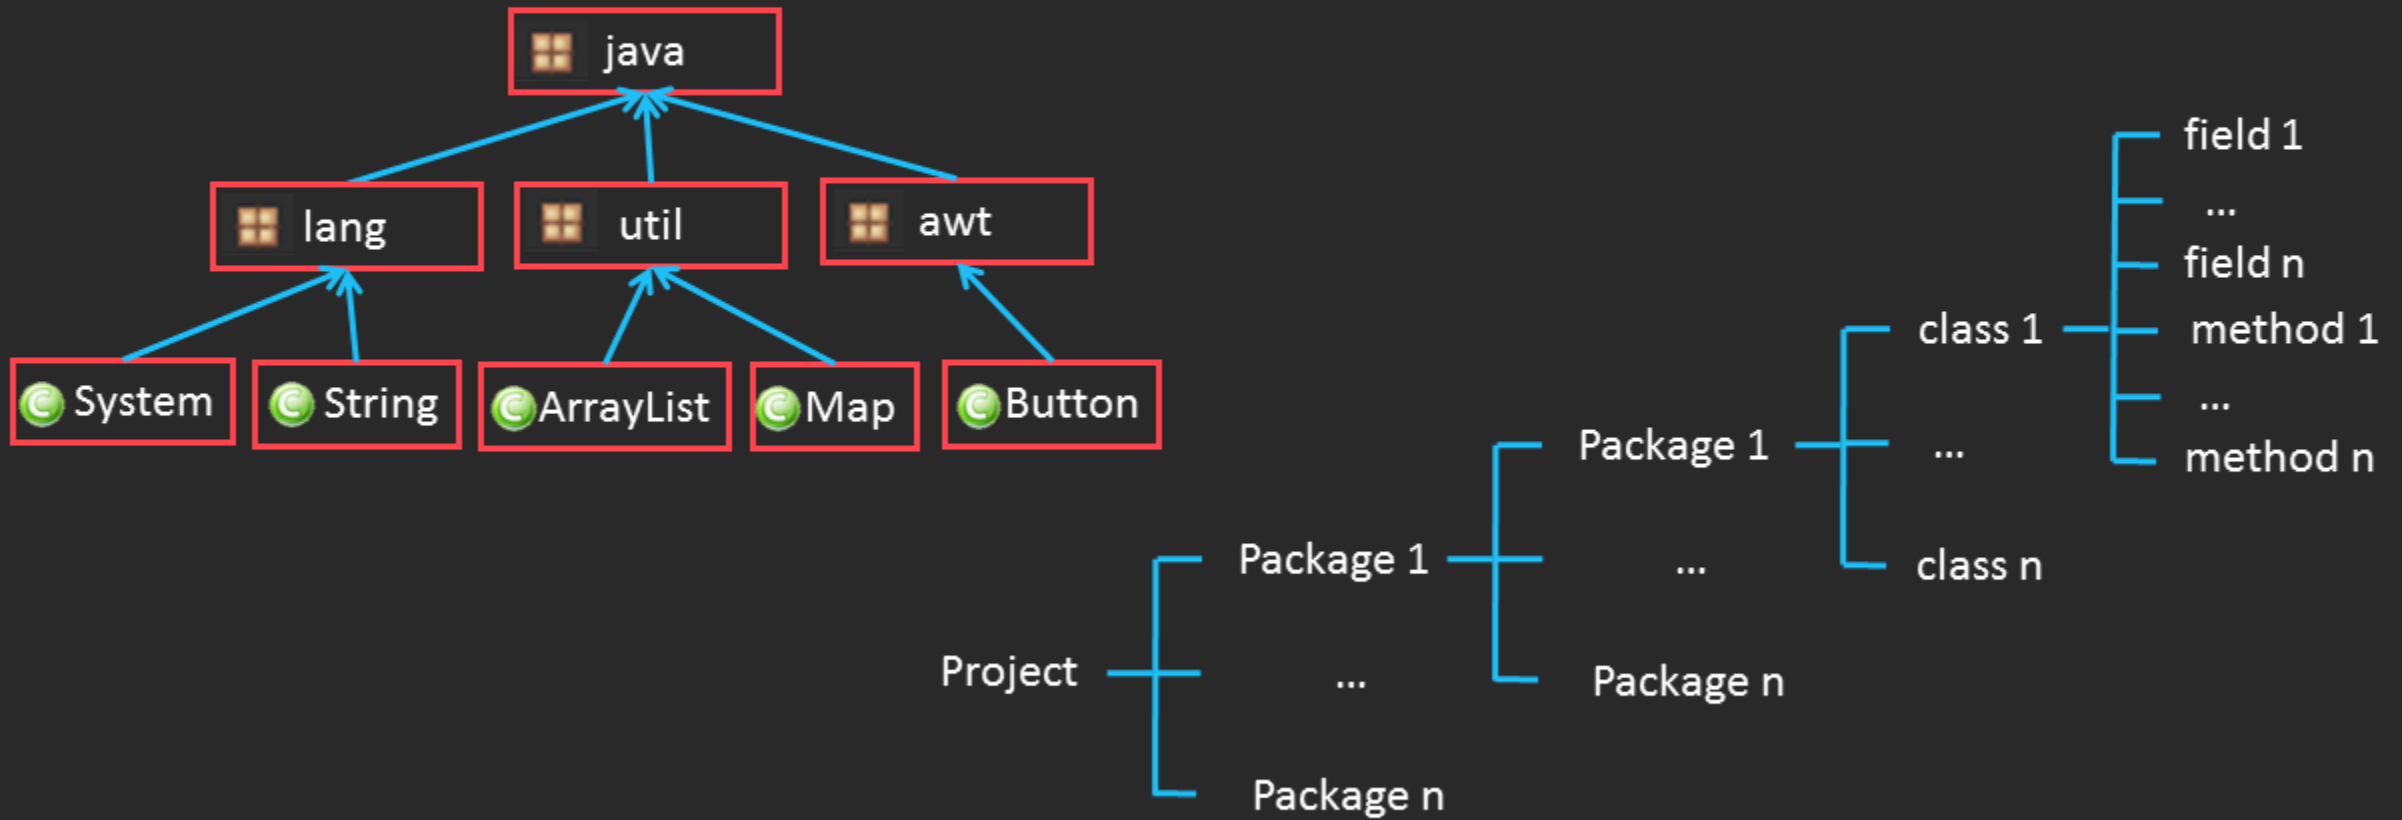 java
lang
util
awt
System
String
ArrayList
Map
Button
Project
Package 1
...
Package n
Package 1
...
Package n
class 1
...
class n
field 1
...
field n
method 1
...
method n